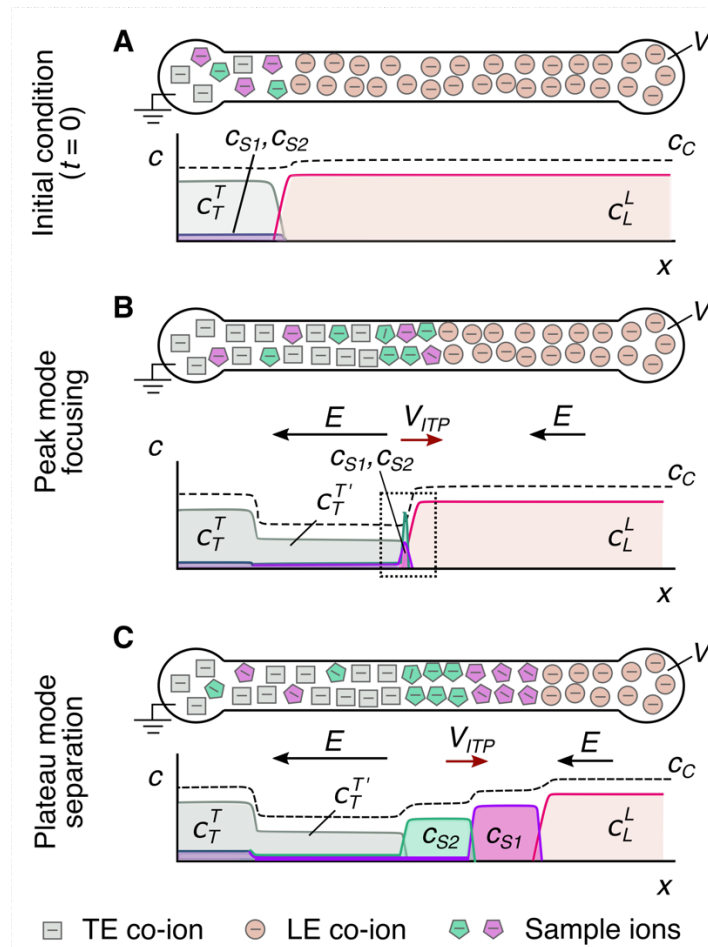 Initial condition
(t = 0)
A
V
c
c_S1, c_S2
c_C
c_T^T
c_L^L
x
Peak mode
focusing
B
V
E
V_ITP
E
c
c_S1, c_S2
c_C
c_T^T
c_T^T'
c_L^L
x
Plateau mode
separation
C
V
E
V_ITP
E
c
c_C
c_T^T'
c_T^T
c_S2
c_S1
c_L^L
x
TE co-ion
LE co-ion
Sample ions